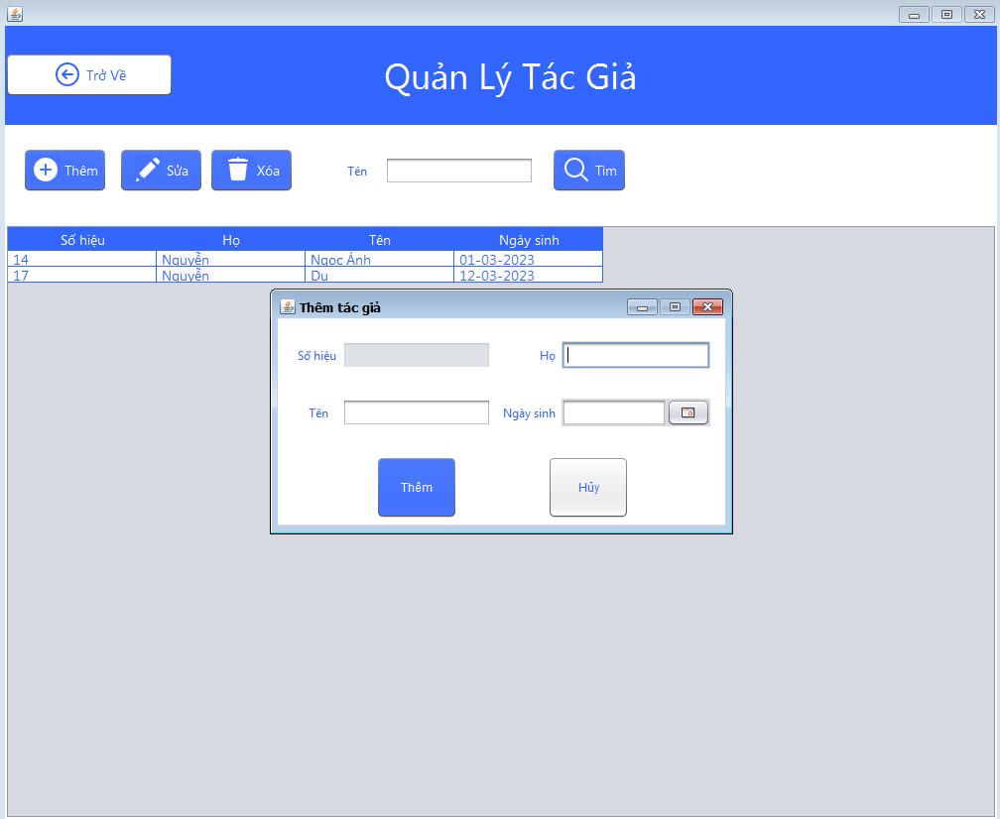 Trở Về
Quản Lý Tác Giả
Thêm Sửa Xóa Tên Tìm
Số hiệu Họ Tên Ngày sinh
14 Nguyễn Ngọc Ánh 01-03-2023
17 Nguyễn Du 12-03-2023
Thêm tác giả
Số hiệu Họ
Tên Ngày sinh
Thêm Hủy